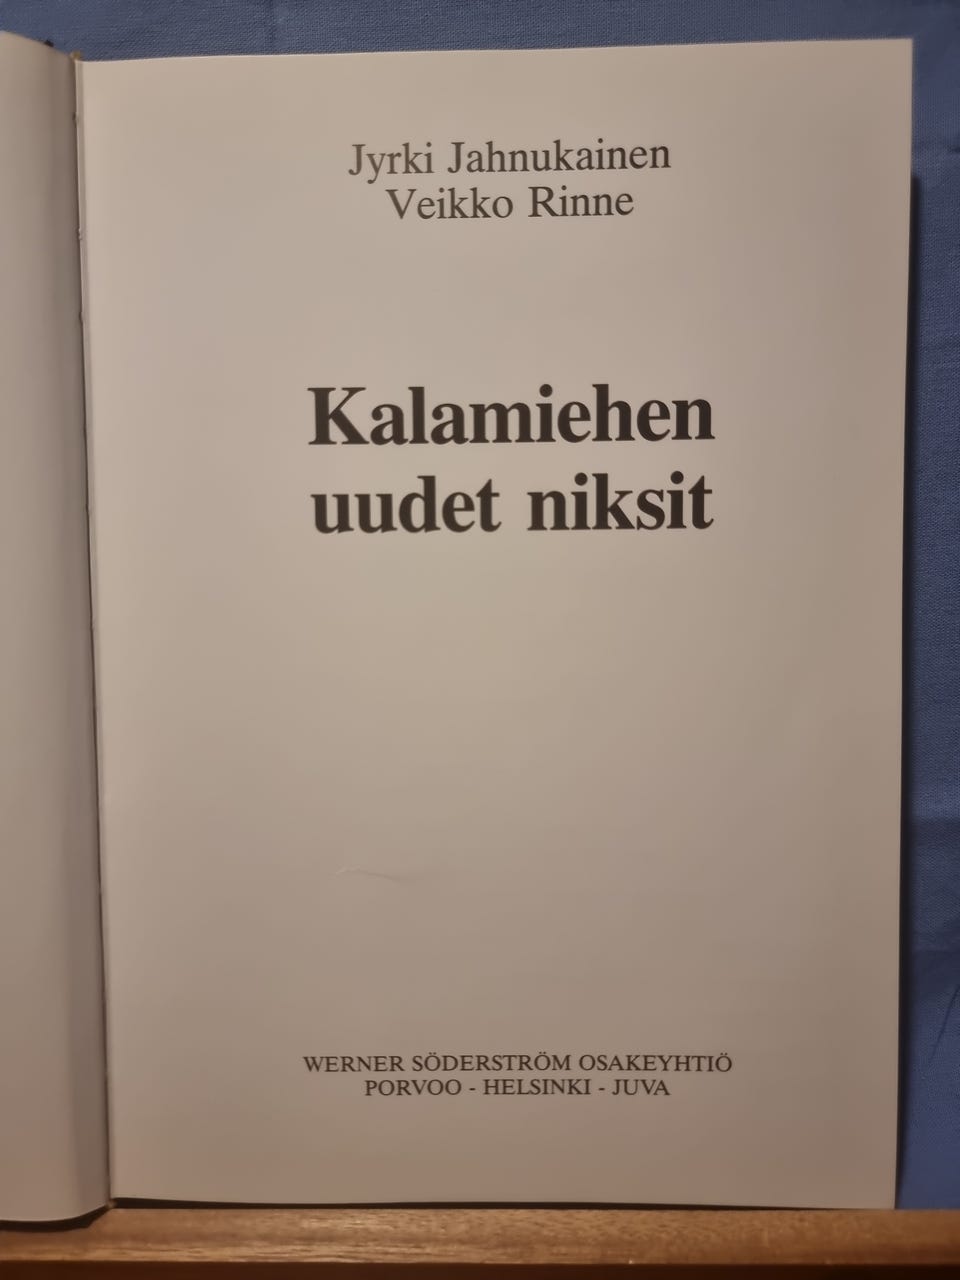 Jyrki Jahnukainen
Veikko Rinne
Kalamiehen
uudet niksit
WERNER SÖDERSTRÖM OSAKEYHTIÖ
PORVOO - HELSINKI - JUVA